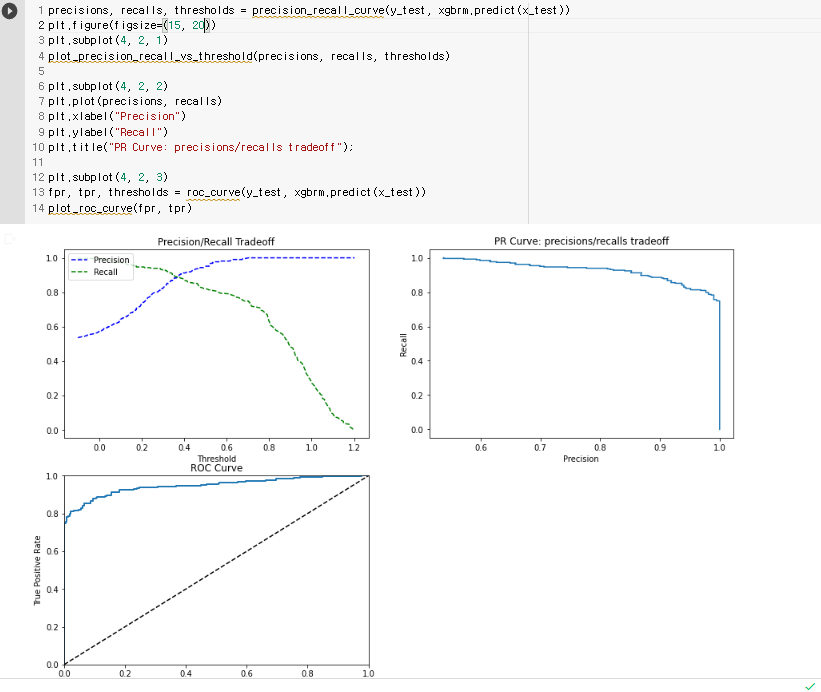 1 precisions, recalls, thresholds = precision_recall_curve(y_test, xgbrm.predict(x_test))
2 plt.figure(figsize=(15, 20))
3 plt.subplot(4, 2, 1)
4 plot_precision_recall_vs_threshold(precisions, recalls, thresholds)
5
6 plt.subplot(4, 2, 2)
7 plt.plot(precisions, recalls)
8 plt.xlabel("Precision")
9 plt.ylabel("Recall")
10 plt.title("PR Curve: precisions/recalls tradeoff");
11
12 plt.subplot(4, 2, 3)
13 fpr, tpr, thresholds = roc_curve(y_test, xgbrm.predict(x_test))
14 plot_roc_curve(fpr, tpr)
Precision/Recall Tradeoff
1.0
0.8
0.6
0.4
0.2
0.0
Precision
Recall
0.0 0.2 0.4 0.6 0.8 1.0 1.2
Threshold
PR Curve: precisions/recalls tradeoff
Recall
1.0
0.8
0.6
0.4
0.2
0.0
0.6 0.7 0.8 0.9 1.0
Precision
ROC Curve
True Positive Rate
1.0
0.8
0.6
0.4
0.2
0.0
0.0 0.2 0.4 0.6 0.8 1.0